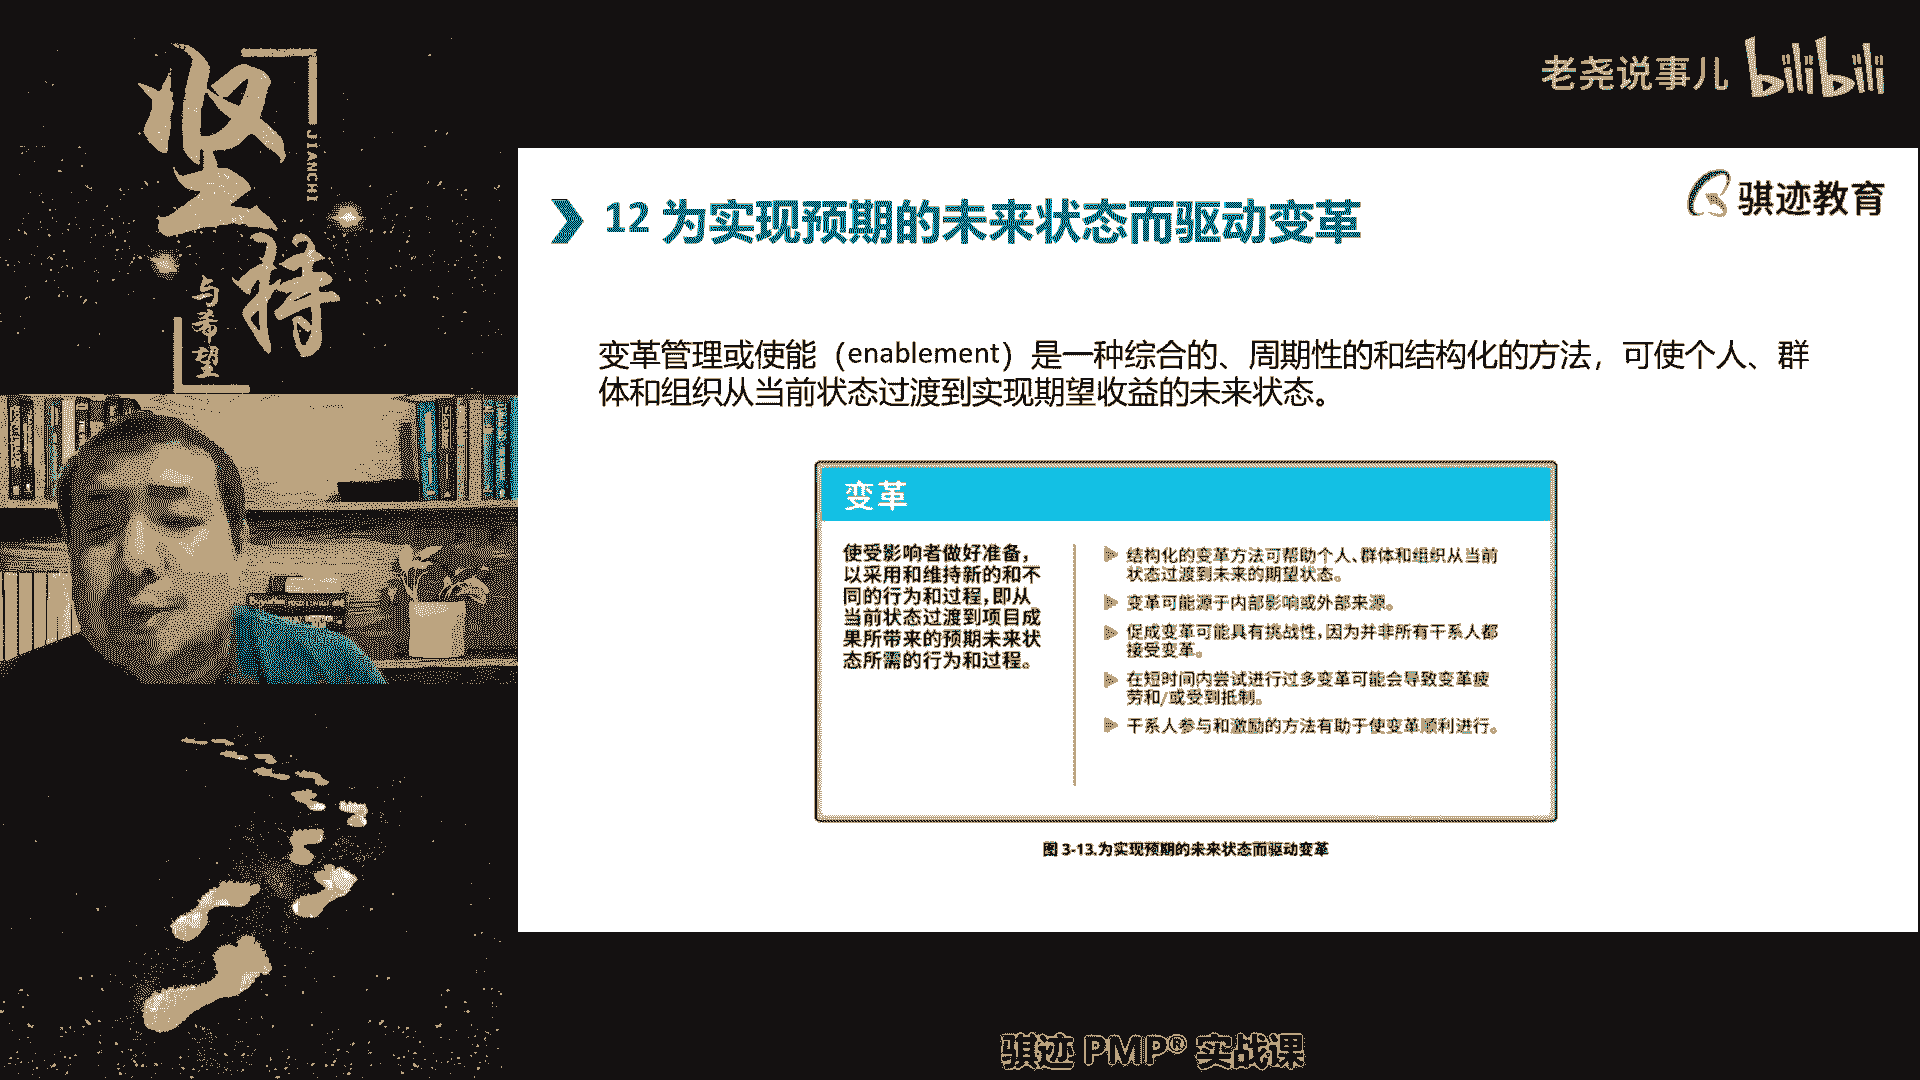 坚持
JIANCHI
与希望
老尧说事儿 bilibili
骐迹教育
12 为实现预期的未来状态而驱动变革
变革管理或使能（enablement）是一种综合的、周期性的和结构化的方法，可使个人、群
体和组织从当前状态过渡到实现期望收益的未来状态。
变革
使受影响者做好准备，
以采用和维持新的和不
同的行为和过程，即从
当前状态过渡到项目成
果所带来的预期未来状
态所需的行为和过程。
结构化的变革方法可帮助个人、群体和组织从当前
状态过渡到未来的期望状态。
变革可能源于内部影响或外部来源。
促成变革可能具有挑战性，因为并非所有干系人都
接受变革。
在短时间内尝试进行过多变革可能会导致变革疲
劳和/或受到抵制。
干系人参与和激励的方法有助于使变革顺利进行。
图 3-13.为实现预期的未来状态而驱动变革
骐迹 PMP® 实战课